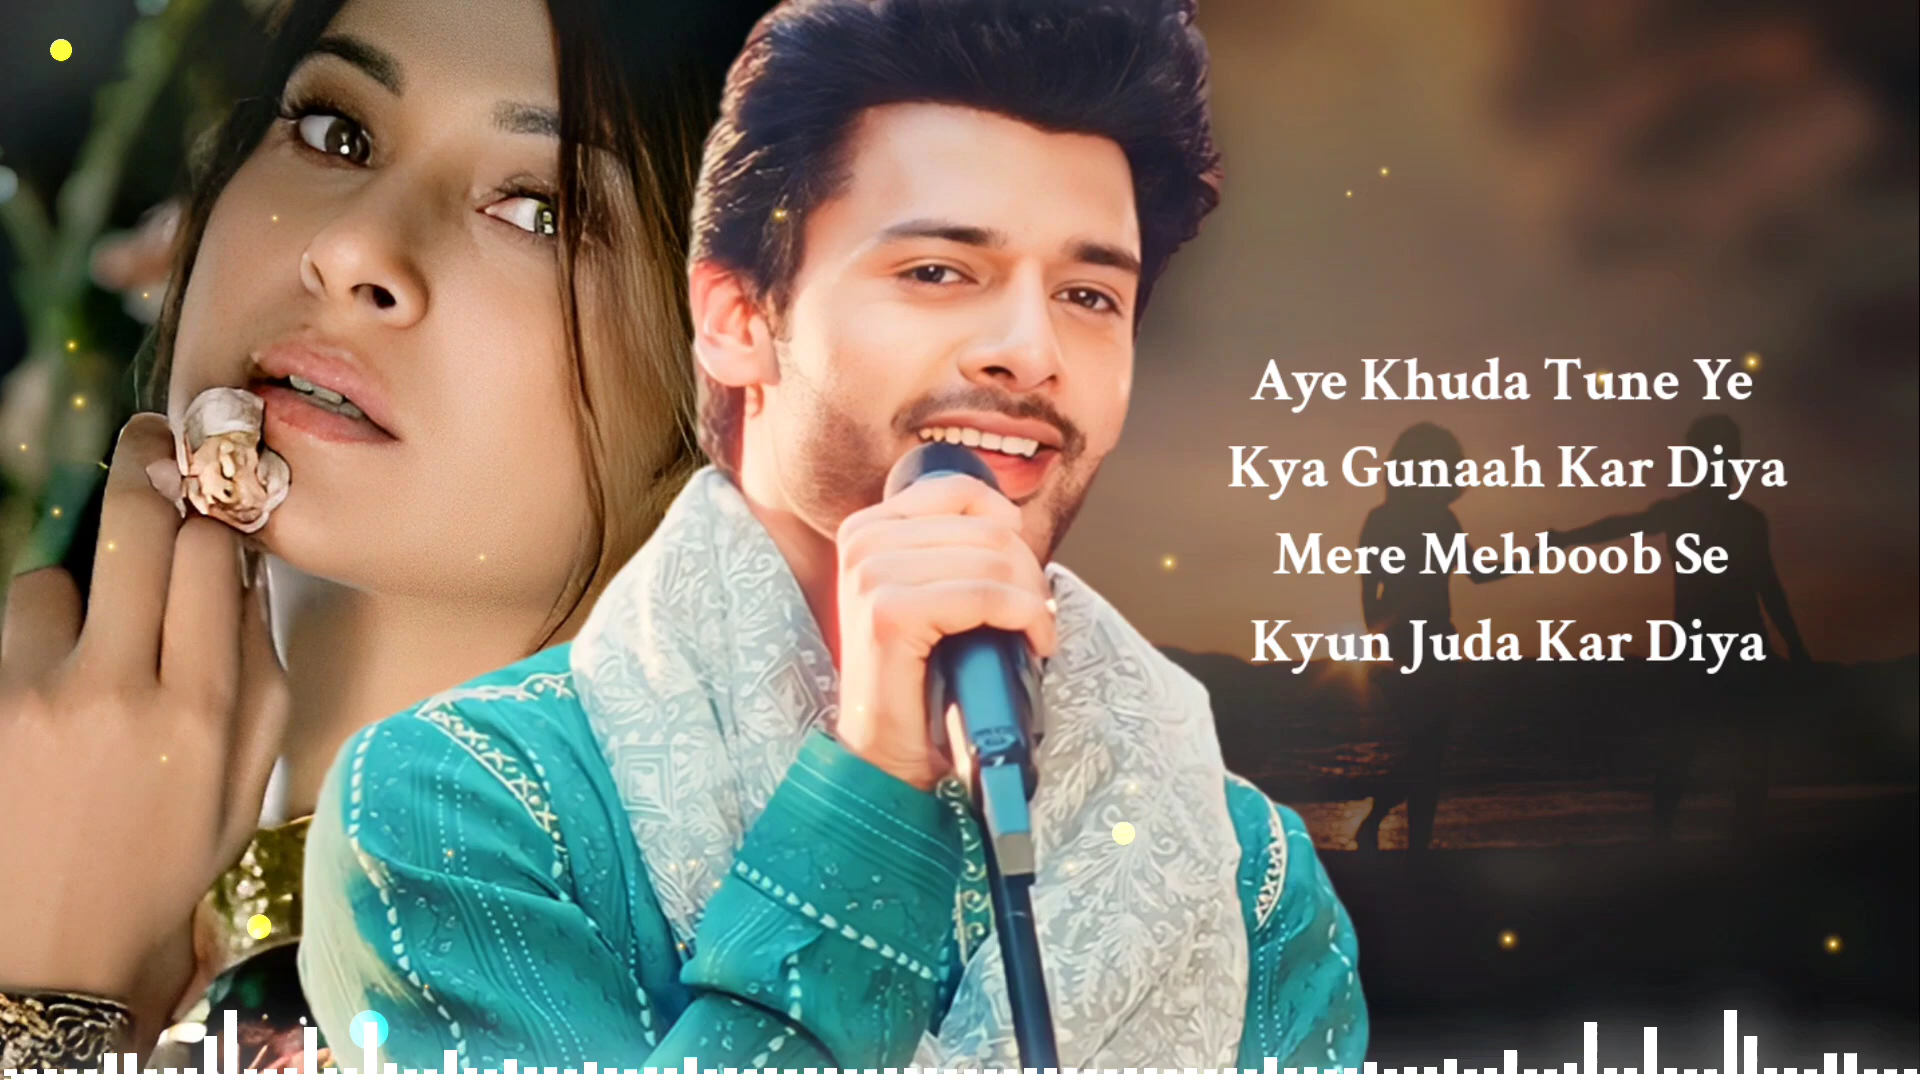 Aye Khuda Tune Ye
Kya Gunaah Kar Diya
Mere Mehboob Se
Kyun Juda Kar Diya